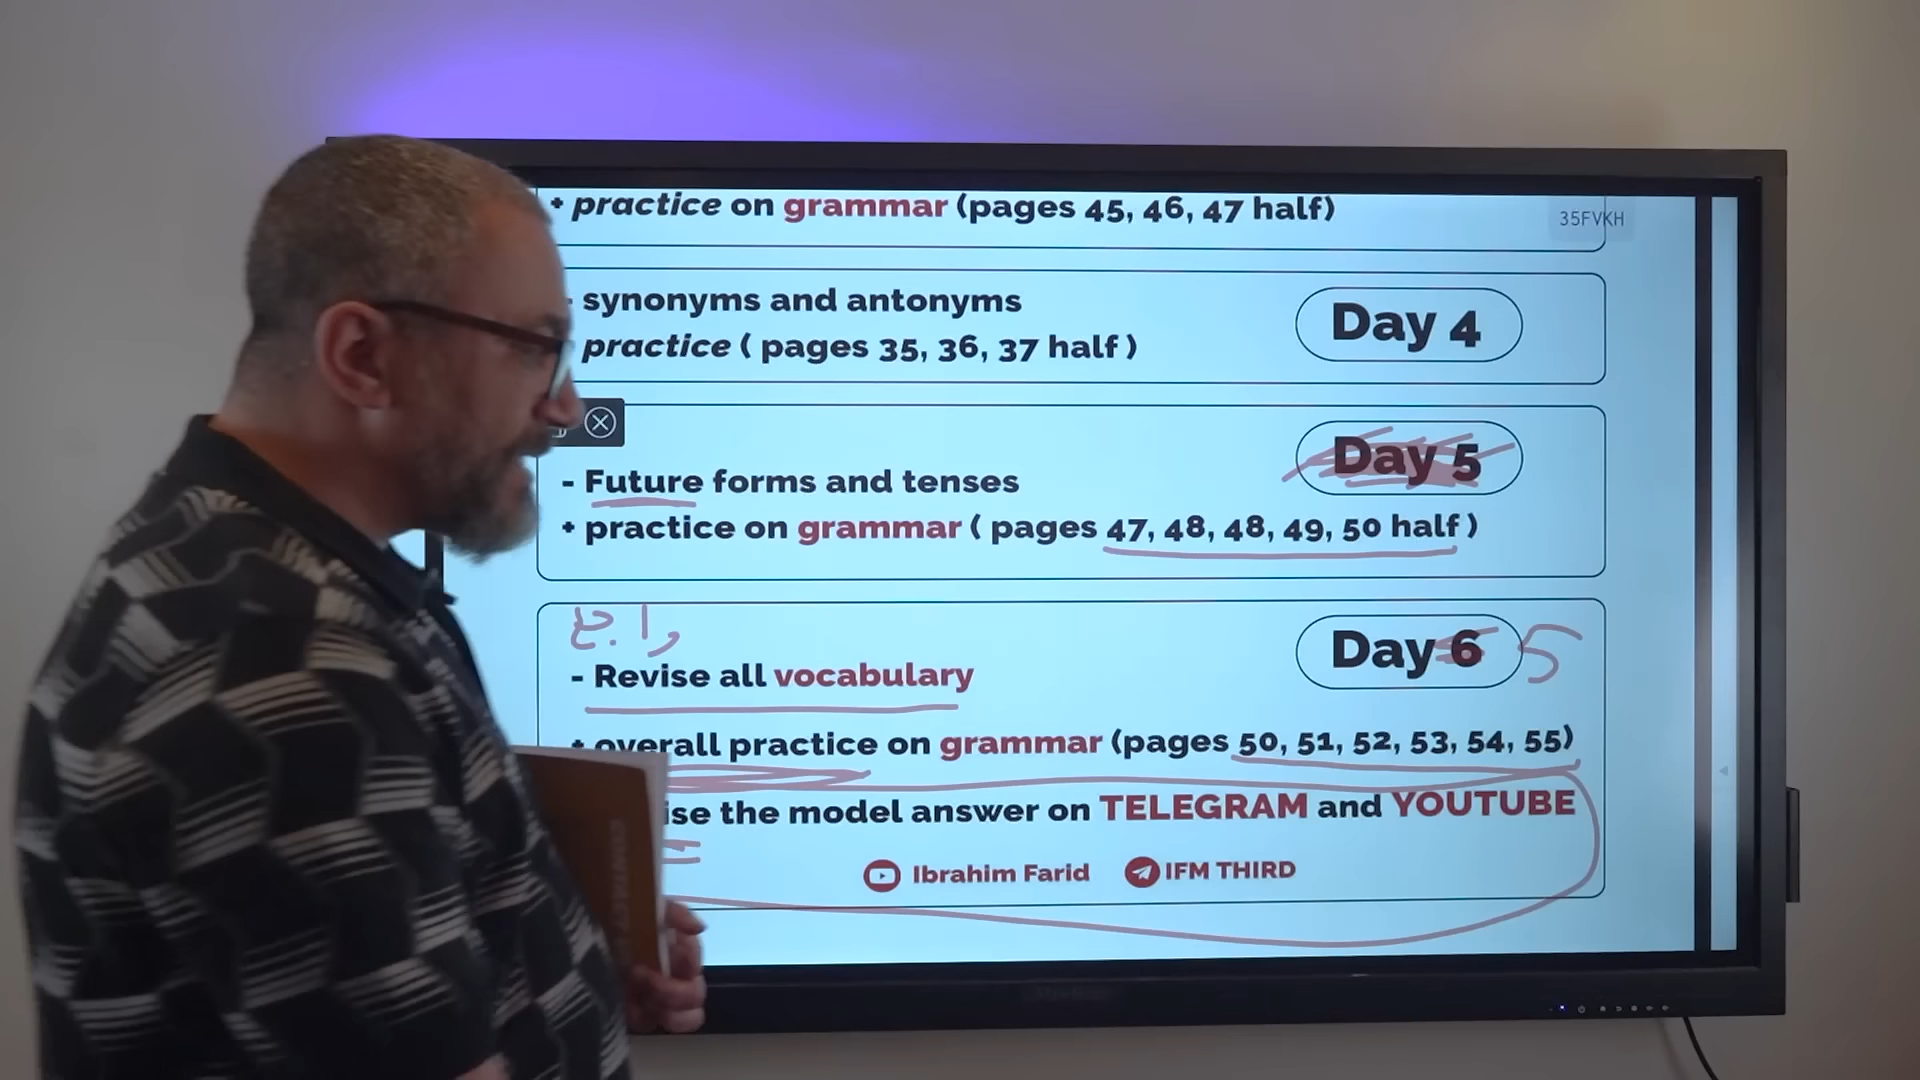 + practice on grammar (pages 45, 46, 47 half)
35FVKH
synonyms and antonyms
practice ( pages 35, 36, 37 half )
Day 4
Day 5
- Future forms and tenses
+ practice on grammar ( pages 47, 48, 48, 49, 50 half )
راجع
Day 6 5
- Revise all vocabulary
+ overall practice on grammar (pages 50, 51, 52, 53, 54, 55)
the model answer on TELEGRAM and YOUTUBE
Ibrahim Farid IFM THIRD